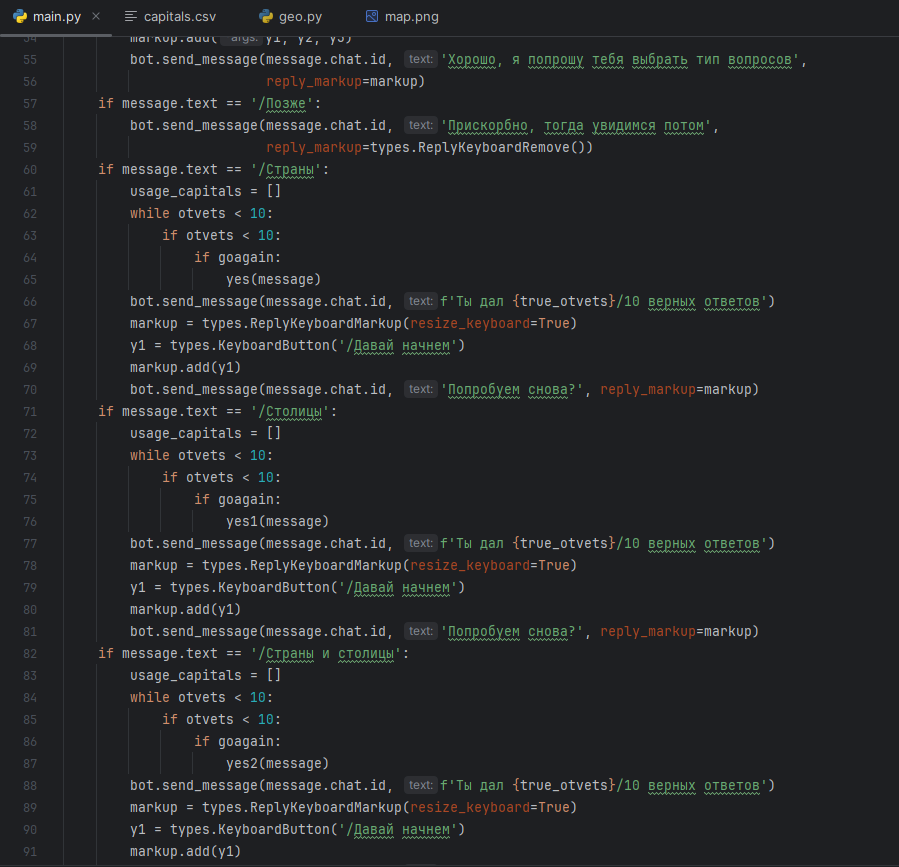 main.py × capitals.csv geo.py map.png
54 markup.add( args: y1, y2, y3)
55 bot.send_message(message.chat.id, text: 'Хорошо, я попрошу тебя выбрать тип вопросов',
56 reply_markup=markup)
57 if message.text == '/Позже':
58 bot.send_message(message.chat.id, text: 'Прискорбно, тогда увидимся потом',
59 reply_markup=types.ReplyKeyboardRemove())
60 if message.text == '/Страны':
61 usage_capitals = []
62 while otvets < 10:
63 if otvets < 10:
64 if goagain:
65 yes(message)
66 bot.send_message(message.chat.id, text: f'Ты дал {true_otvets}/10 верных ответов')
67 markup = types.ReplyKeyboardMarkup(resize_keyboard=True)
68 y1 = types.KeyboardButton('/Давай начнем')
69 markup.add(y1)
70 bot.send_message(message.chat.id, text: 'Попробуем снова?', reply_markup=markup)
71 if message.text == '/Столицы':
72 usage_capitals = []
73 while otvets < 10:
74 if otvets < 10:
75 if goagain:
76 yes1(message)
77 bot.send_message(message.chat.id, text: f'Ты дал {true_otvets}/10 верных ответов')
78 markup = types.ReplyKeyboardMarkup(resize_keyboard=True)
79 y1 = types.KeyboardButton('/Давай начнем')
80 markup.add(y1)
81 bot.send_message(message.chat.id, text: 'Попробуем снова?', reply_markup=markup)
82 if message.text == '/Страны и столицы':
83 usage_capitals = []
84 while otvets < 10:
85 if otvets < 10:
86 if goagain:
87 yes2(message)
88 bot.send_message(message.chat.id, text: f'Ты дал {true_otvets}/10 верных ответов')
89 markup = types.ReplyKeyboardMarkup(resize_keyboard=True)
90 y1 = types.KeyboardButton('/Давай начнем')
91 markup.add(y1)